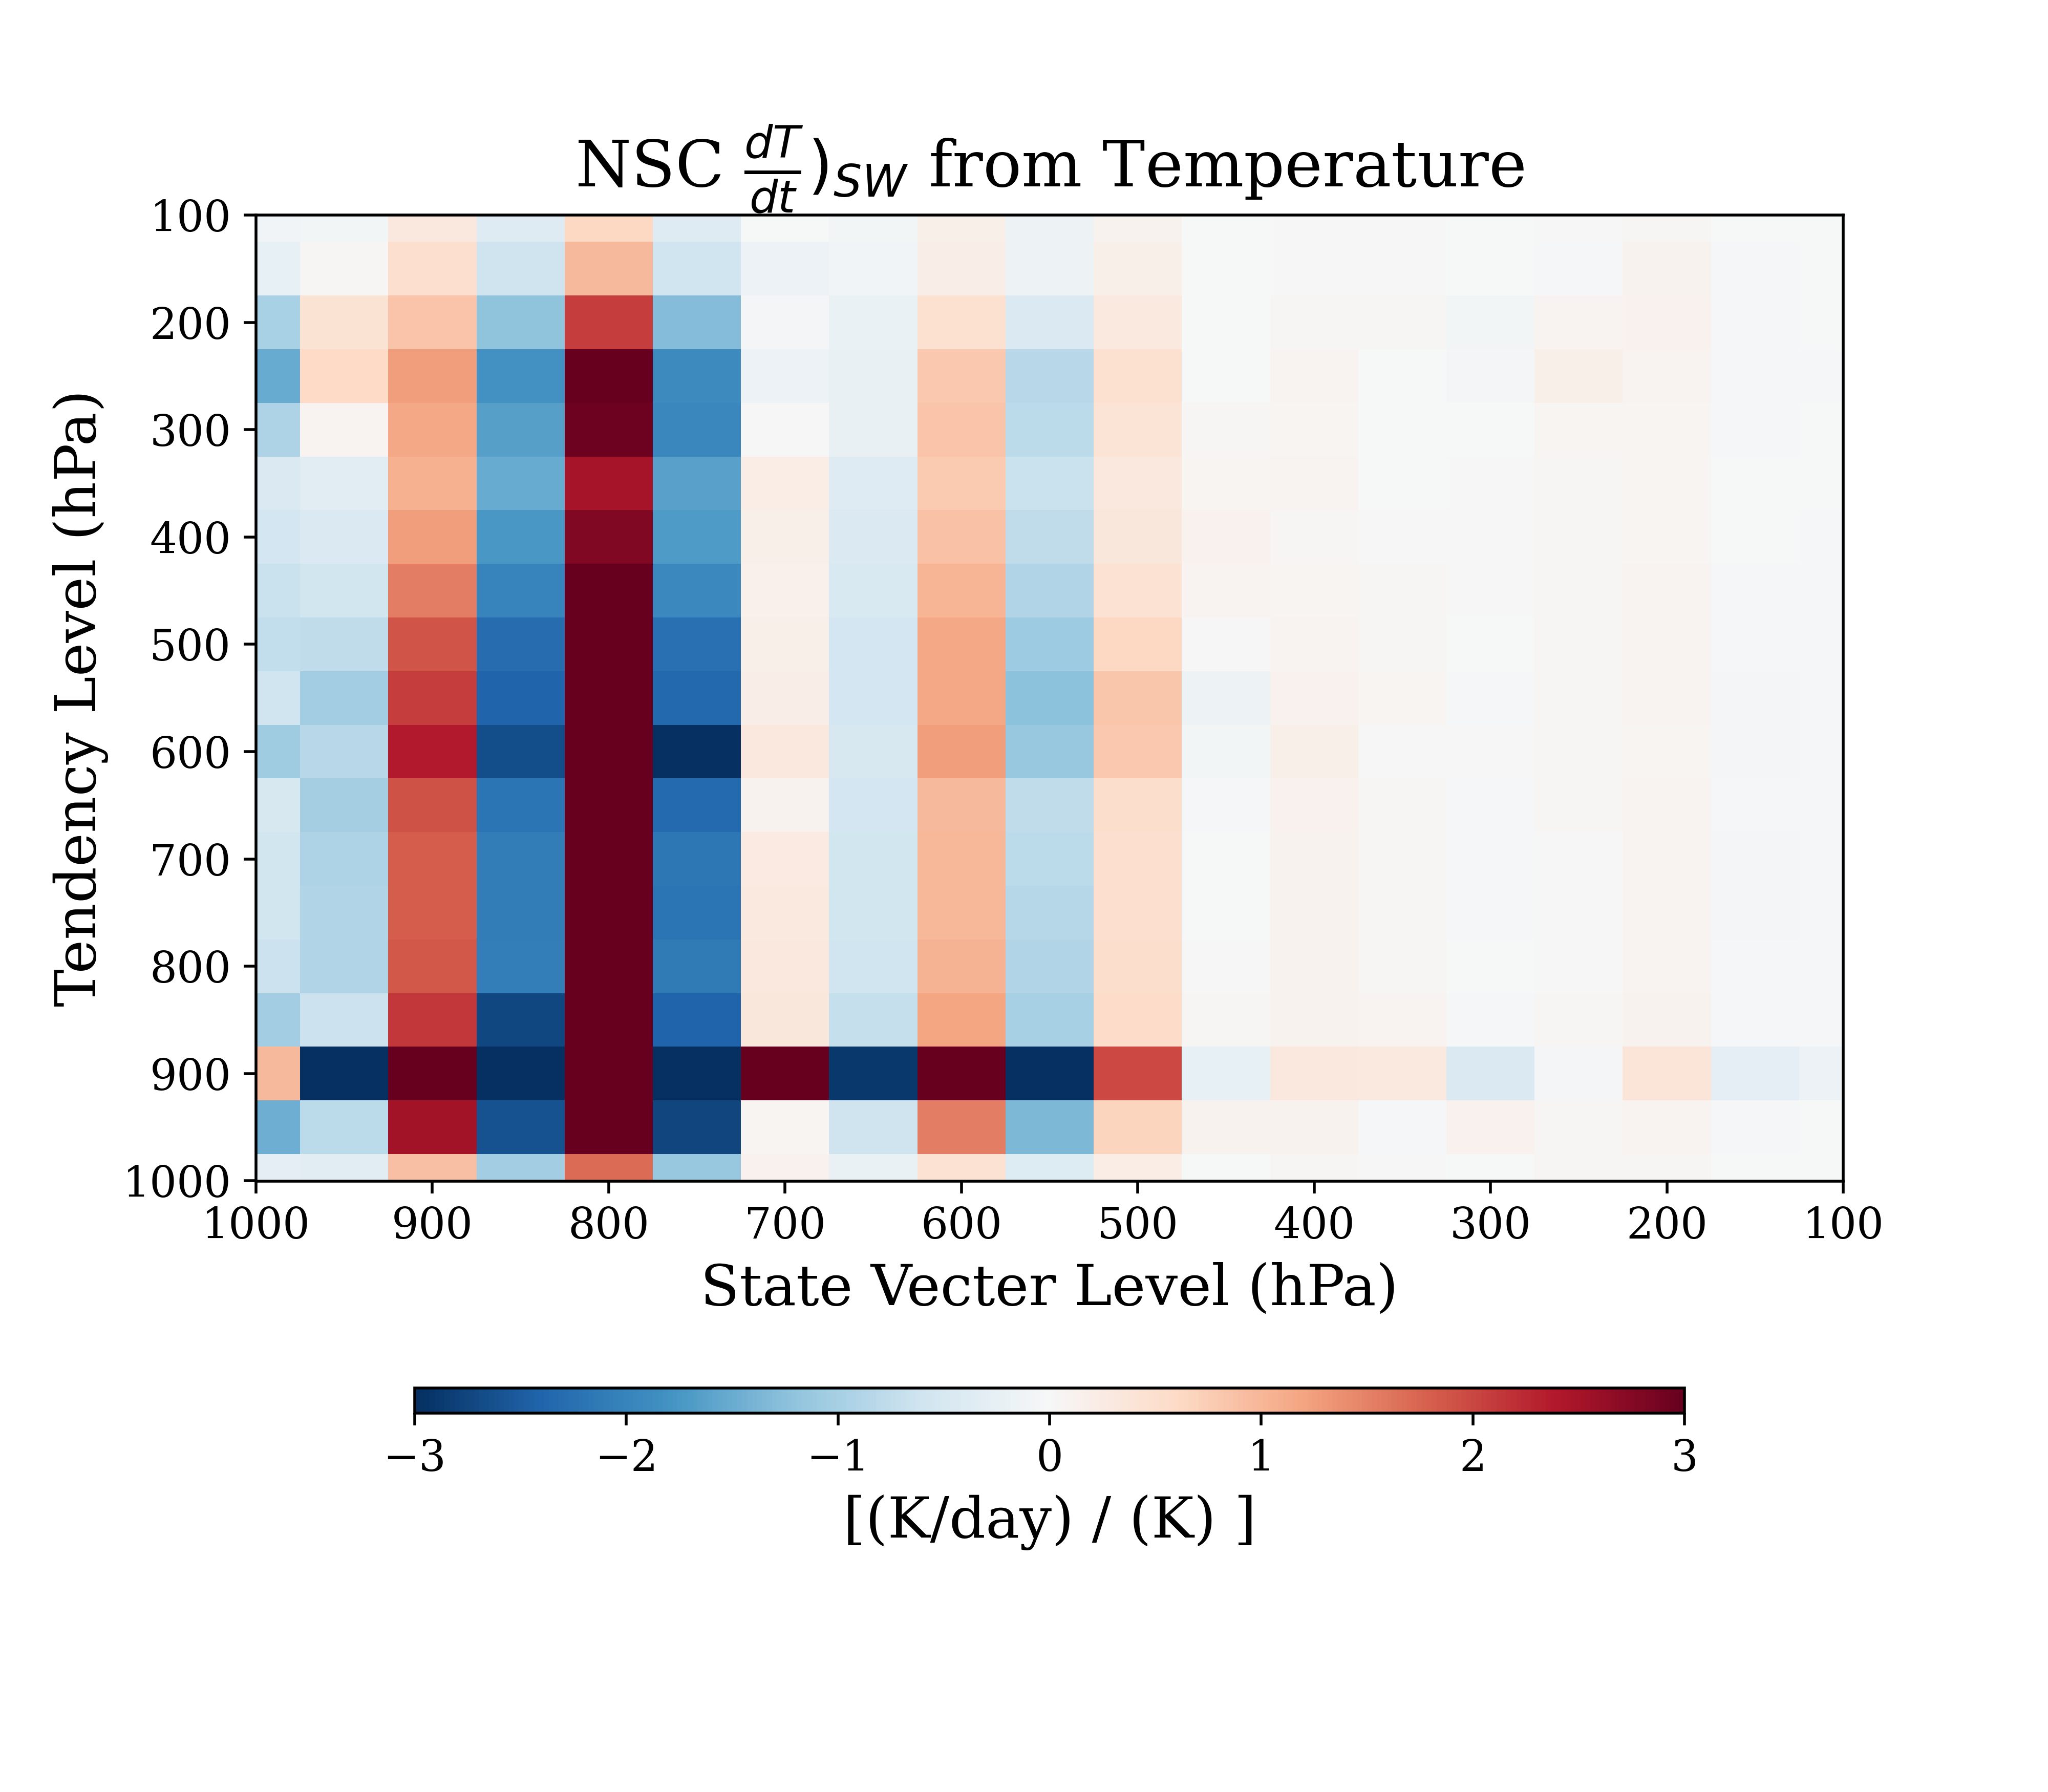 NSC dT/dt)SW from Temperature
Tendency Level (hPa)
100
200
300
400
500
600
700
800
900
1000
1000 900 800 700 600 500 400 300 200 100
State Vecter Level (hPa)
−3 −2 −1 0 1 2 3
[(K/day) / (K) ]